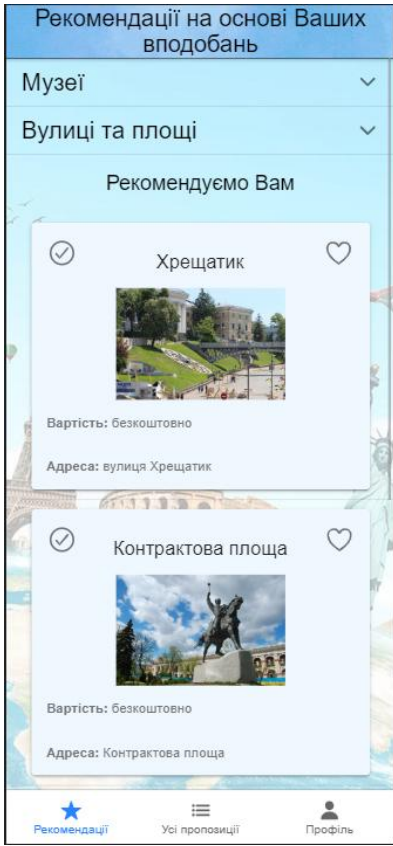 Рекомендації на основі Ваших
вподобань
Музеї
Вулиці та площі
Рекомендуємо Вам
Хрещатик
Вартість: безкоштовно
Адреса: вулиця Хрещатик
Контрактова площа
Вартість: безкоштовно
Адреса: Контрактова площа
Рекомендації
Усі пропозиції
Профіль